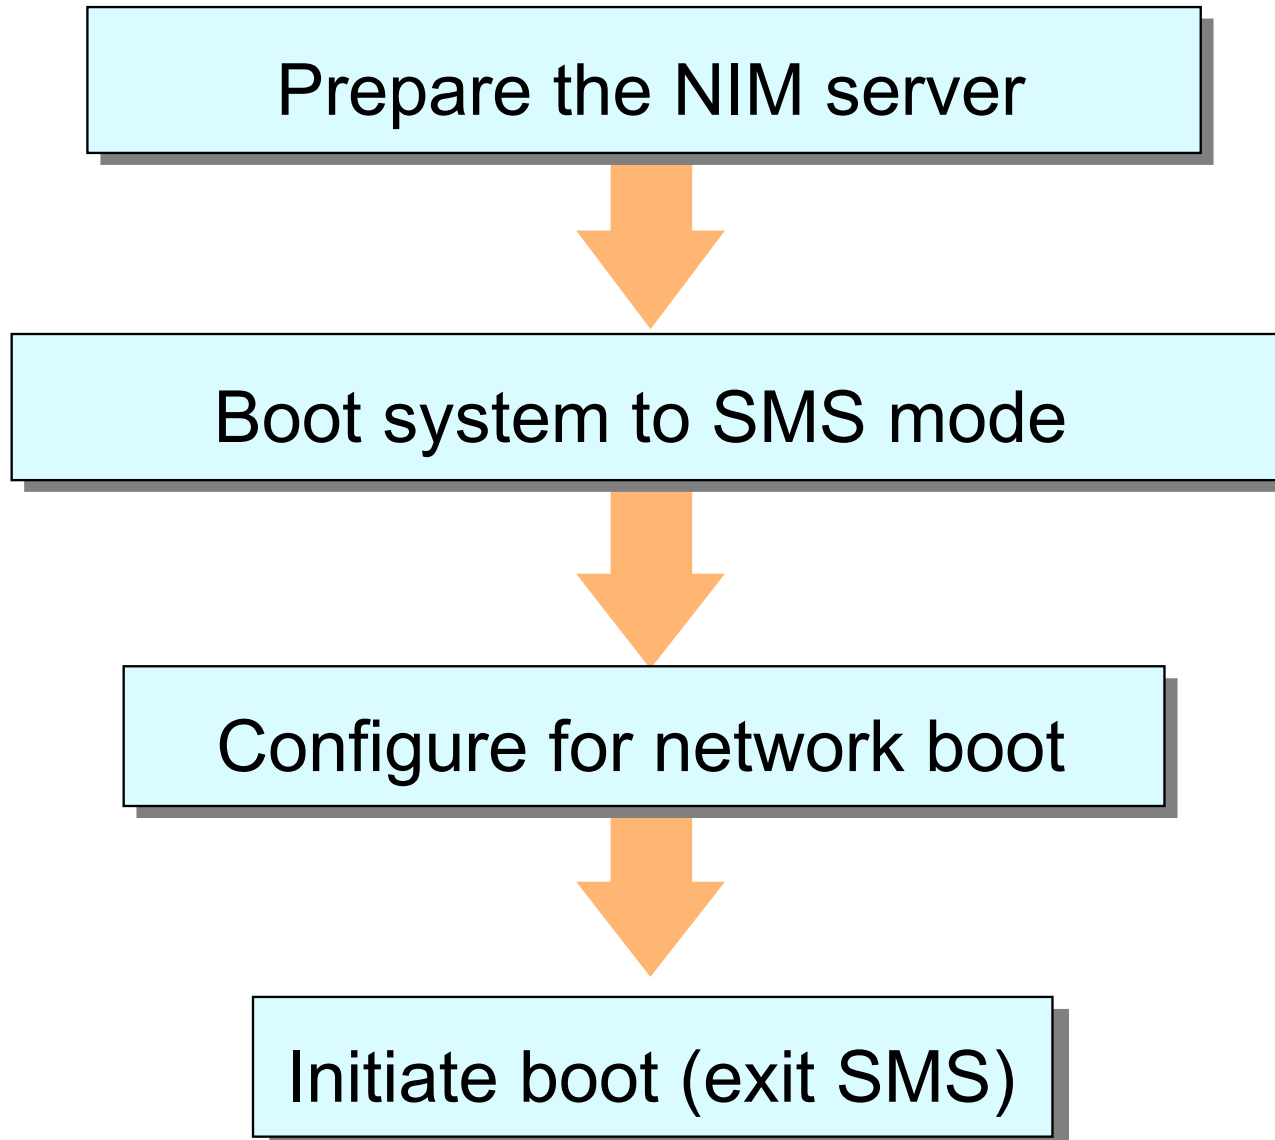 Prepare the NIM server
Boot system to SMS mode
Configure for network boot
Initiate boot (exit SMS)